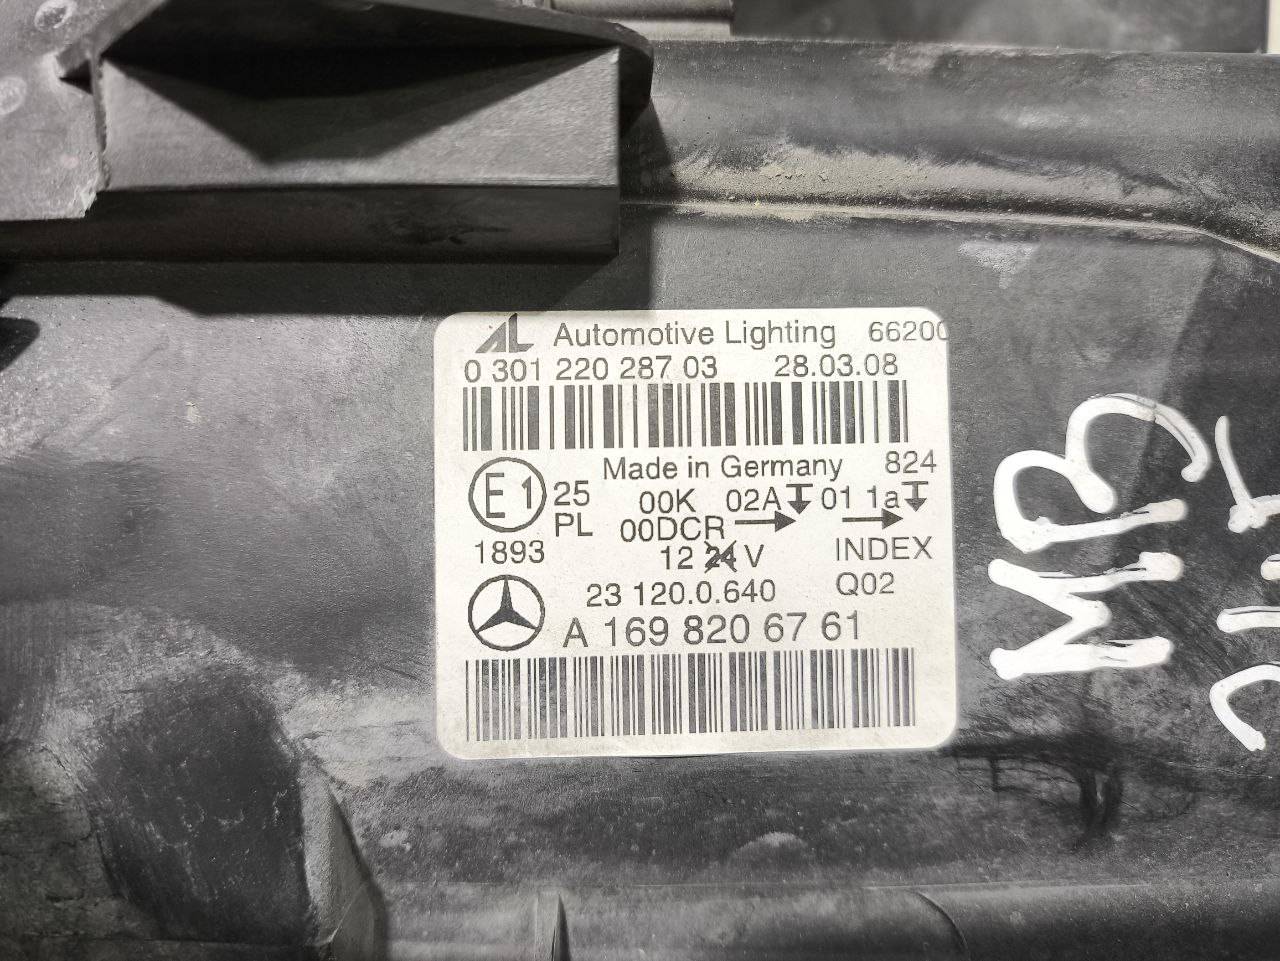 AL Automotive Lighting 66200
0 301 220 287 03 28.03.08
Made in Germany 824
E1 25 00K 02A 01 1a
PL 00DCR
1893 12 24 V INDEX
23 120.0.640 Q02
A 169 820 67 61
MB